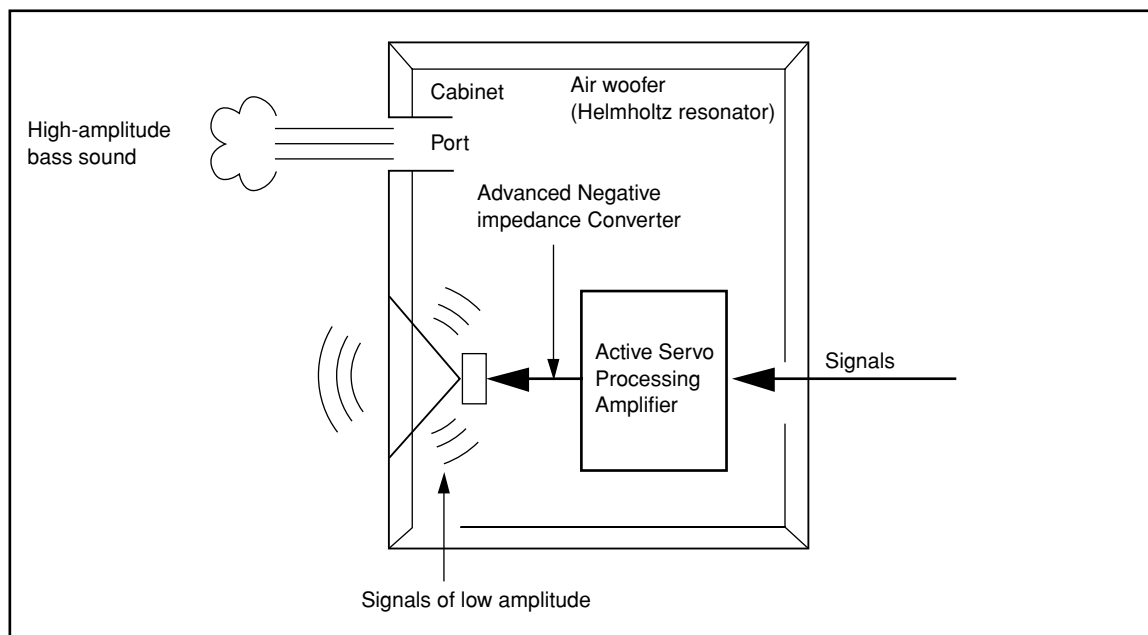 Cabinet
Air woofer
(Helmholtz resonator)
High-amplitude
bass sound
Port
Advanced Negative
impedance Converter
Active Servo
Processing
Amplifier
Signals
Signals of low amplitude